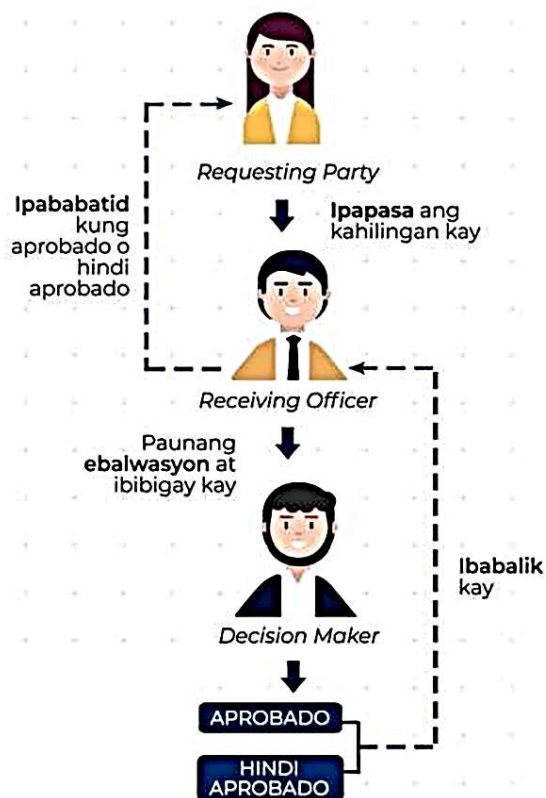 Requesting Party
Ipababatid
kung
aprobado o
hindi
aprobado
Ipapasa ang
kahilingan kay
Receiving Officer
Paunang
ebalwasyon at
ibibigay kay
Ibabalik
kay
Decision Maker
APROBADO
HINDI
APROBADO